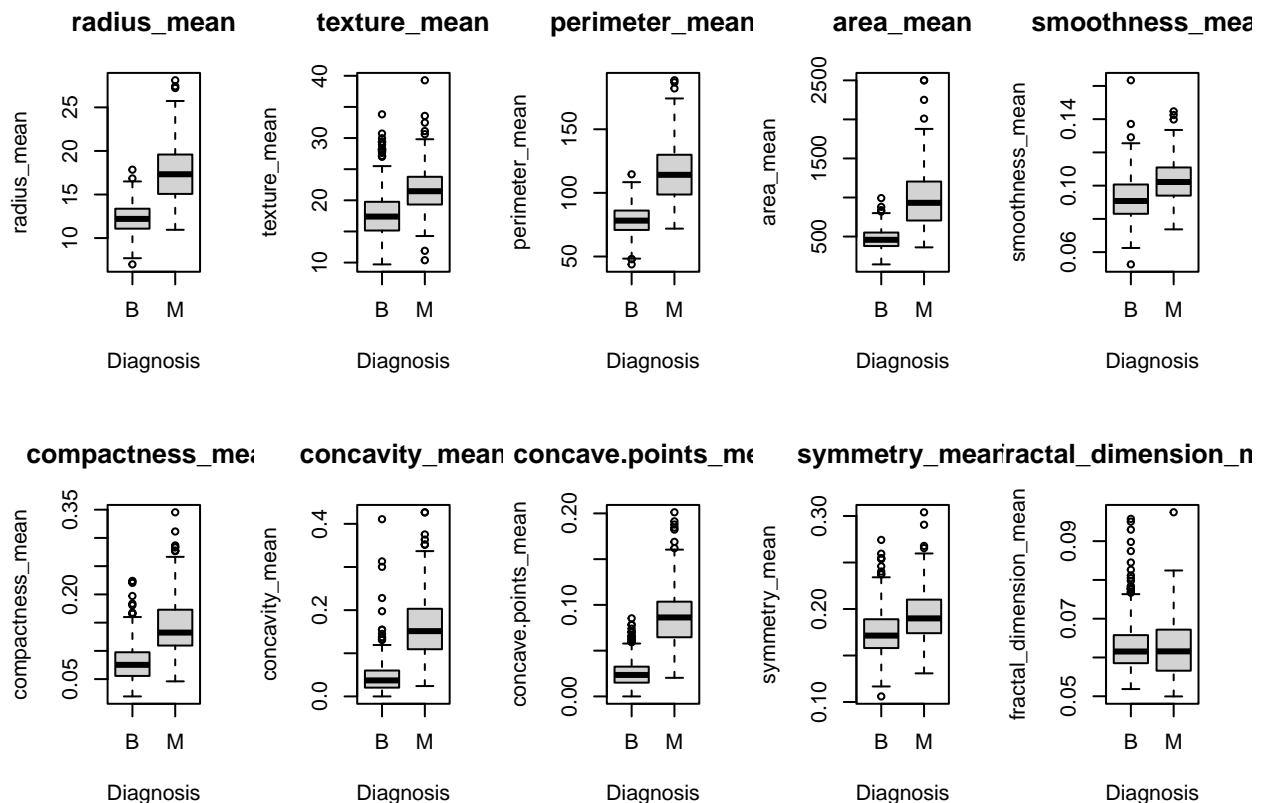 radius_mean
radius_mean
10 15 20 25
B M
Diagnosis
texture_mean
texture_mean
10 20 30 40
B M
Diagnosis
perimeter_mean
perimeter_mean
50 100 150
B M
Diagnosis
area_mean
area_mean
500 1500 2500
B M
Diagnosis
smoothness_mea
smoothness_mean
0.06 0.10 0.14
B M
Diagnosis
compactness_mea
compactness_mean
0.05 0.20 0.35
B M
Diagnosis
concavity_mean
concavity_mean
0.0 0.2 0.4
B M
Diagnosis
concave.points_me
concave.points_mean
0.00 0.10 0.20
B M
Diagnosis
symmetry_mean
symmetry_mean
0.10 0.20 0.30
B M
Diagnosis
fractal_dimension_m
fractal_dimension_mean
0.05 0.07 0.09
B M
Diagnosis